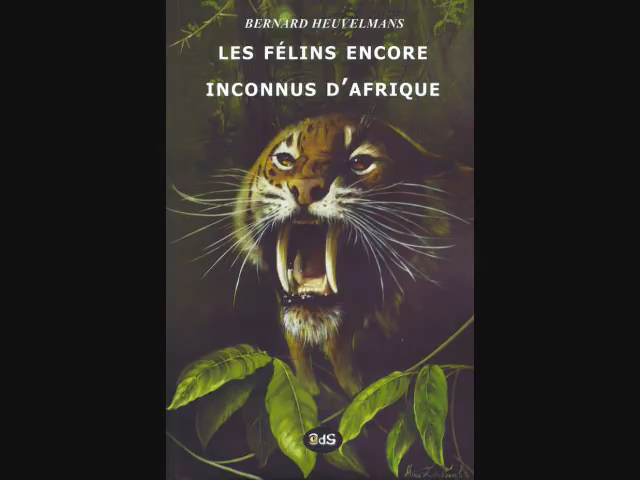 BERNARD HEUVELMANS
LES FÉLINS ENCORE
INCONNUS D'AFRIQUE
OdS